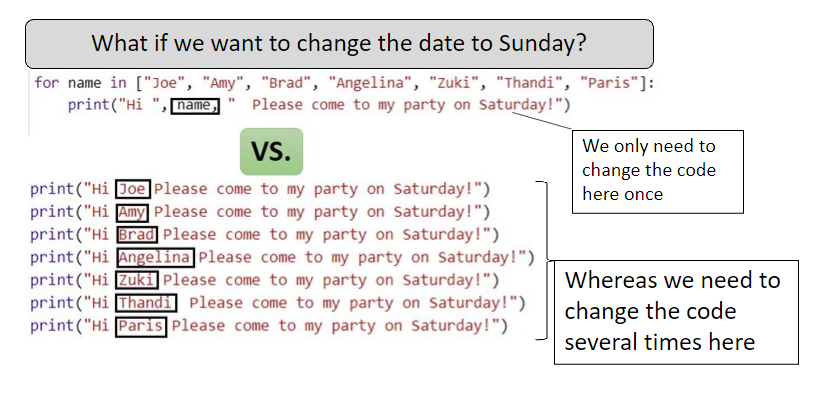 What if we want to change the date to Sunday?
for name in ["Joe", "Amy", "Brad", "Angelina", "Zuki", "Thandi", "Paris"]:
    print("Hi ", name, "  Please come to my party on Saturday!")
We only need to
change the code
here once
VS.
print("Hi Joe Please come to my party on Saturday!")
print("Hi Amy Please come to my party on Saturday!")
print("Hi Brad Please come to my party on Saturday!")
print("Hi Angelina Please come to my party on Saturday!")
print("Hi Zuki Please come to my party on Saturday!")
print("Hi Thandi  Please come to my party on Saturday!")
print("Hi Paris Please come to my party on Saturday!")
Whereas we need to
change the code
several times here